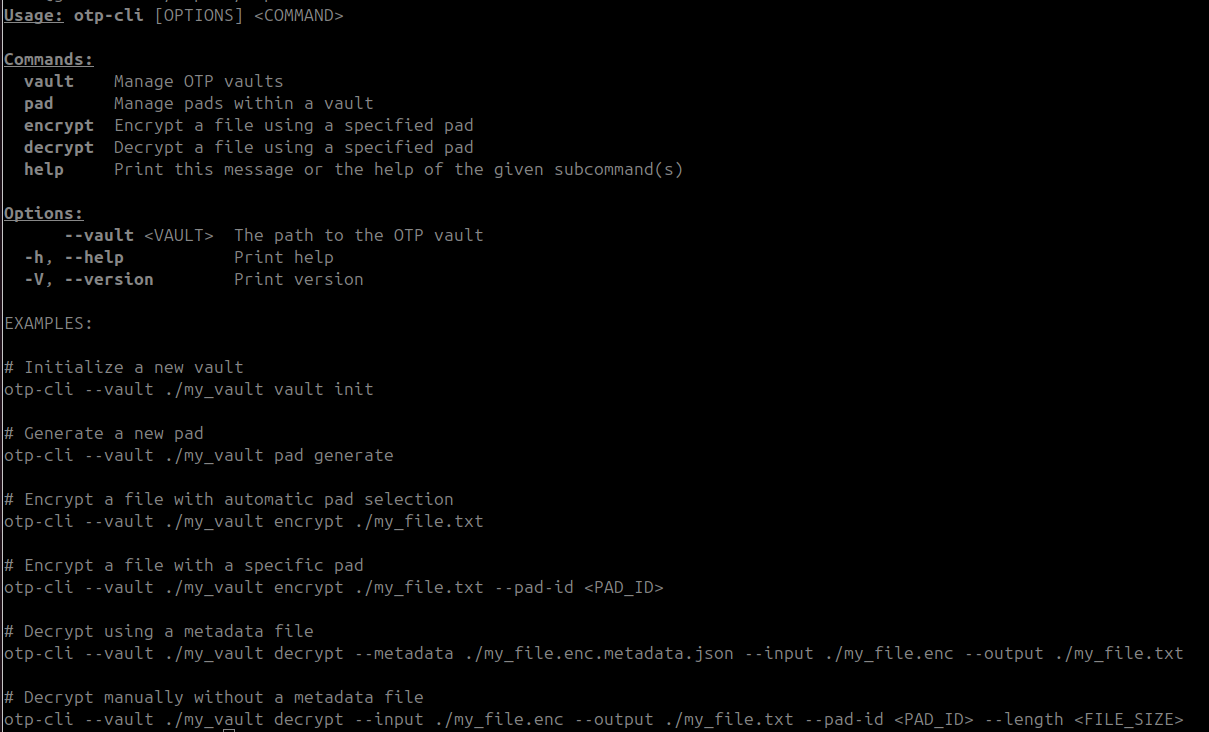 Usage: otp-cli [OPTIONS] <COMMAND>
Commands:
  vault    Manage OTP vaults
  pad      Manage pads within a vault
  encrypt  Encrypt a file using a specified pad
  decrypt  Decrypt a file using a specified pad
  help     Print this message or the help of the given subcommand(s)
Options:
      --vault <VAULT>  The path to the OTP vault
  -h, --help           Print help
  -V, --version        Print version
EXAMPLES:
# Initialize a new vault
otp-cli --vault ./my_vault vault init
# Generate a new pad
otp-cli --vault ./my_vault pad generate
# Encrypt a file with automatic pad selection
otp-cli --vault ./my_vault encrypt ./my_file.txt
# Encrypt a file with a specific pad
otp-cli --vault ./my_vault encrypt ./my_file.txt --pad-id <PAD_ID>
# Decrypt using a metadata file
otp-cli --vault ./my_vault decrypt --metadata ./my_file.enc.metadata.json --input ./my_file.enc --output ./my_file.txt
# Decrypt manually without a metadata file
otp-cli --vault ./my_vault decrypt --input ./my_file.enc --output ./my_file.txt --pad-id <PAD_ID> --length <FILE_SIZE>